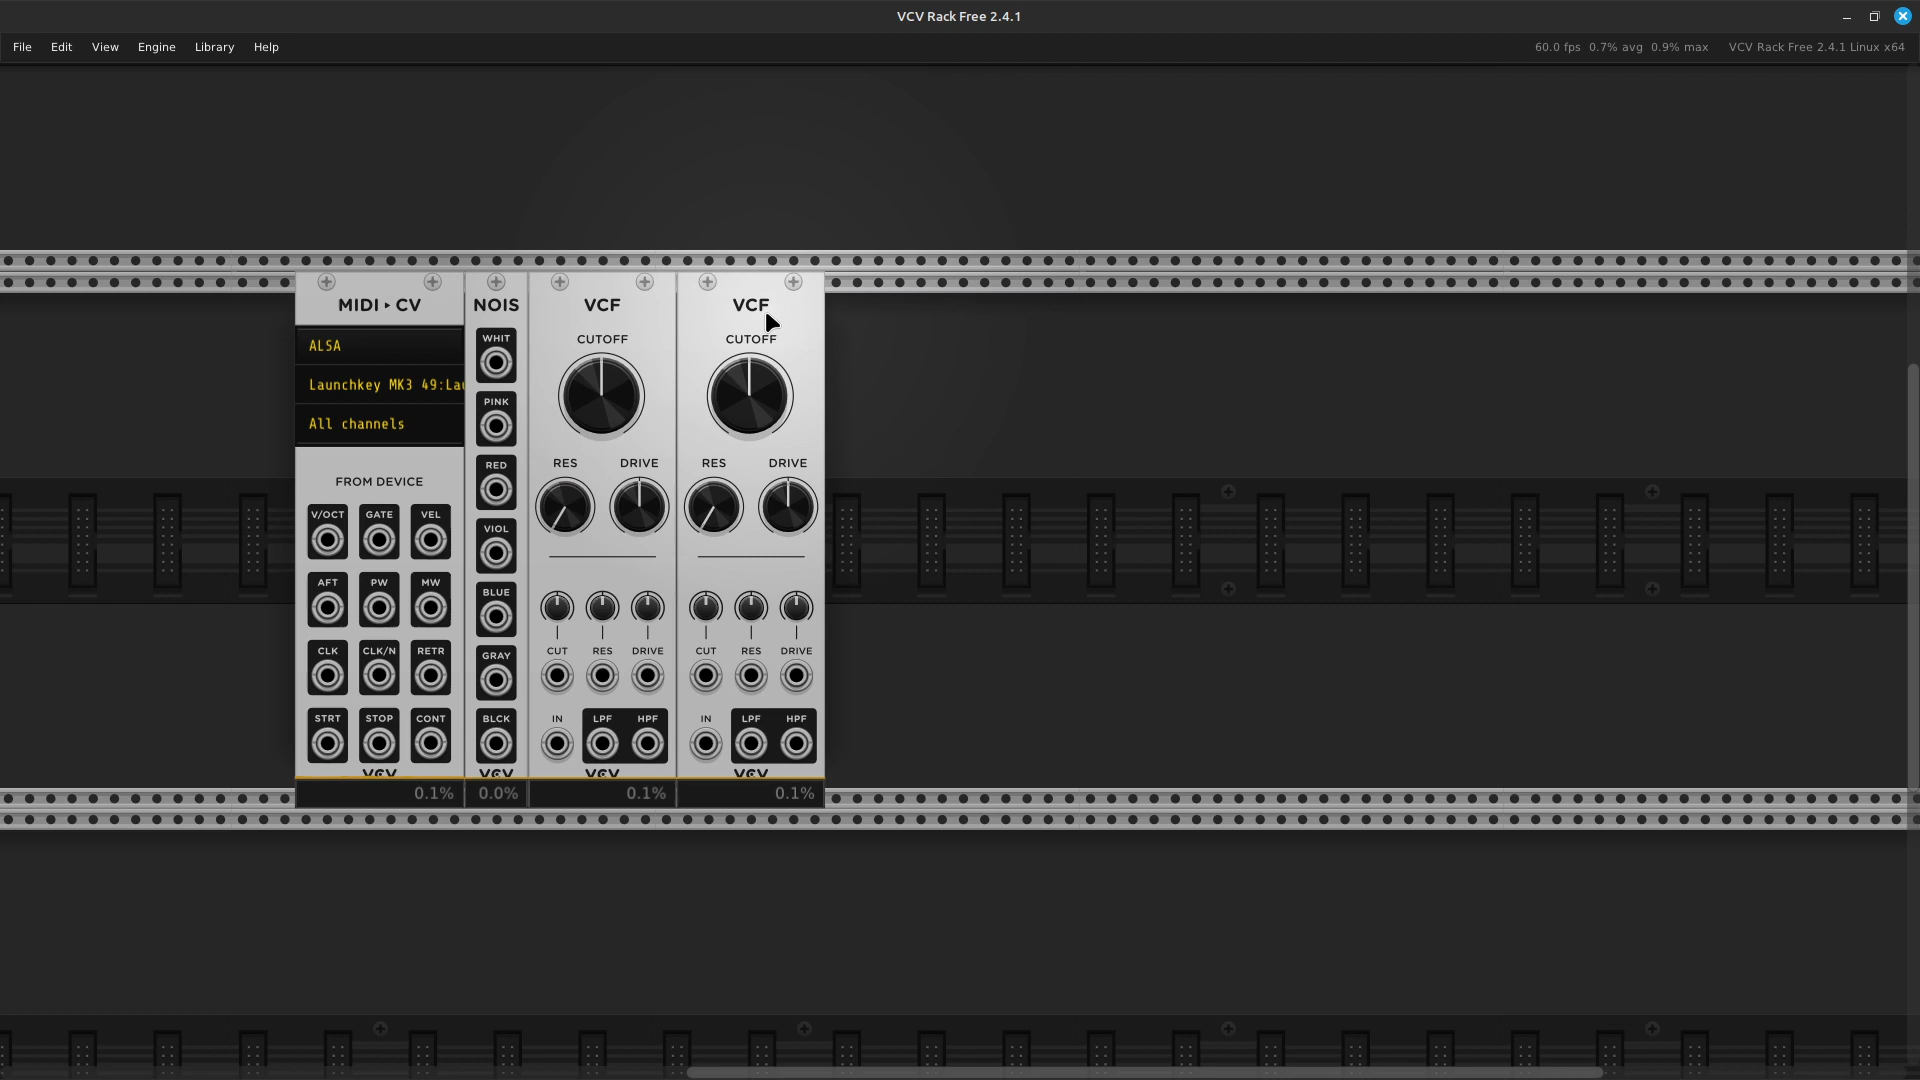 VCV Rack Free 2.4.1
File Edit View Engine Library Help
60.0 fps 0.7% avg 0.9% max VCV Rack Free 2.4.1 Linux x64
MIDI ▸ CV
ALSA
Launchkey MK3 49:Lau
All channels
FROM DEVICE
V/OCT GATE VEL
AFT PW MW
CLK CLK/N RETR
STRT STOP CONT
VCV
0.1%
NOIS
WHIT
PINK
RED
VIOL
BLUE
GRAY
BLCK
VCV
0.0%
VCF
CUTOFF
RES DRIVE
CUT RES DRIVE
IN LPF HPF
VCV
0.1%
VCF
CUTOFF
RES DRIVE
CUT RES DRIVE
IN LPF HPF
VCV
0.1%